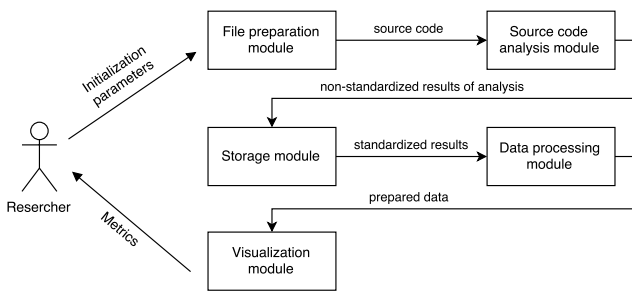 File preparation
module
source code
Source code
analysis module
Initialization
parameters
non-standardized results of analysis
Storage module
standardized results
Data processing
module
Resercher
prepared data
Metrics
Visualization
module